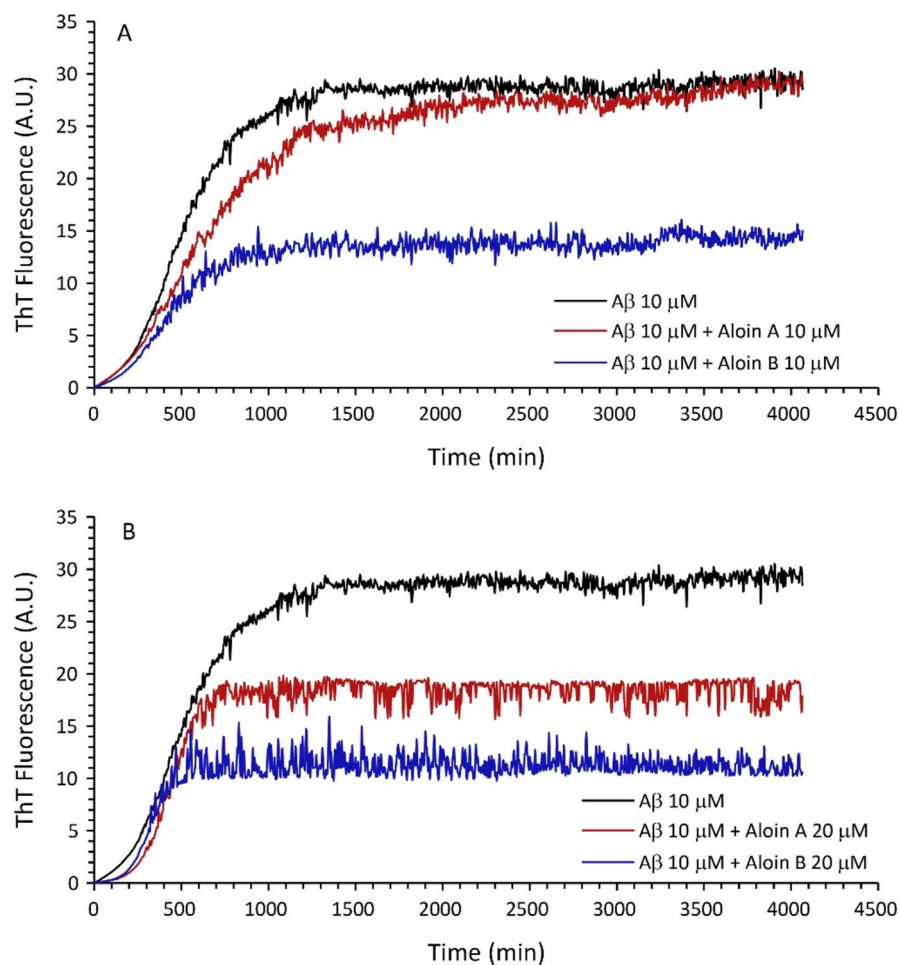 A
35
30
25
20
15
10
5
0
ThT Fluorescence (A.U.)
Aβ 10 μM
Aβ 10 μM + Aloin A 10 μM
Aβ 10 μM + Aloin B 10 μM
0 500 1000 1500 2000 2500 3000 3500 4000 4500
Time (min)
B
35
30
25
20
15
10
5
0
ThT Fluorescence (A.U.)
Aβ 10 μM
Aβ 10 μM + Aloin A 20 μM
Aβ 10 μM + Aloin B 20 μM
0 500 1000 1500 2000 2500 3000 3500 4000 4500
Time (min)